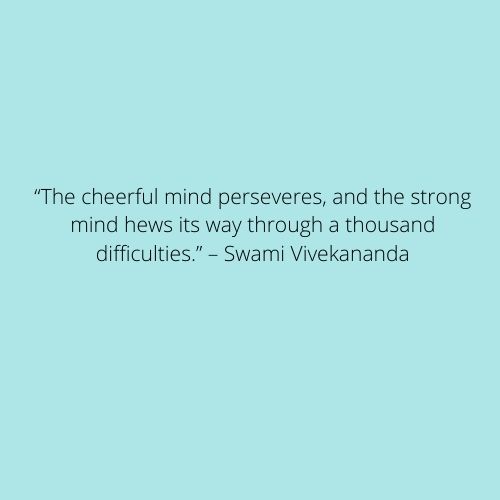 “The cheerful mind perseveres, and the strong
mind hews its way through a thousand
difficulties.” – Swami Vivekananda